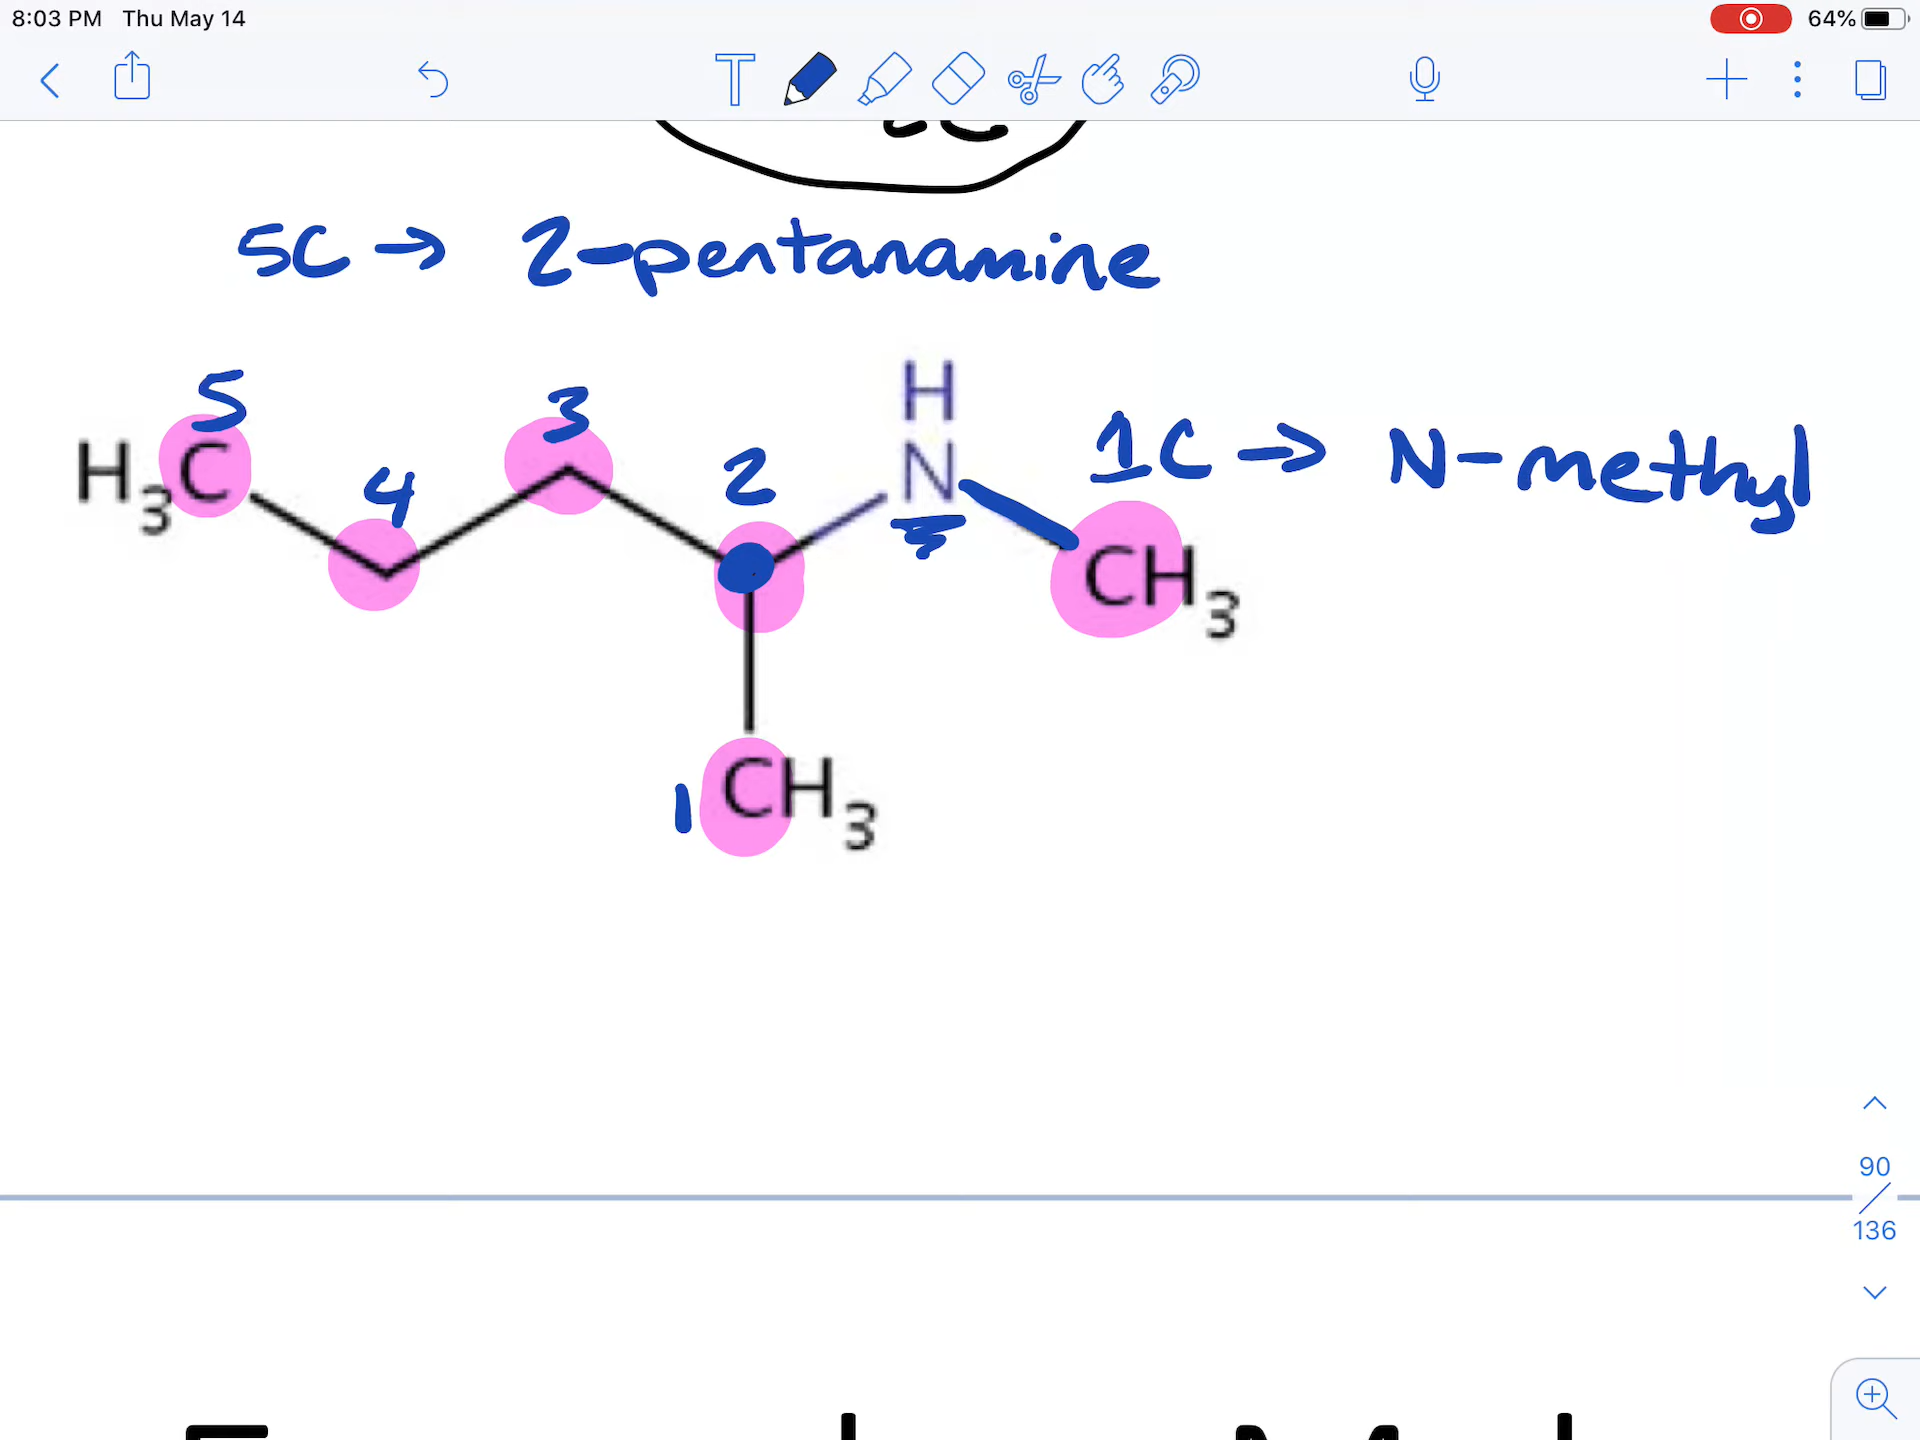 8:03 PM Thu May 14
64%
T
5C → 2-pentanamine
5
3
H
H3C
4
2
N
1C → N-methyl
CH3
1
CH3
90
136